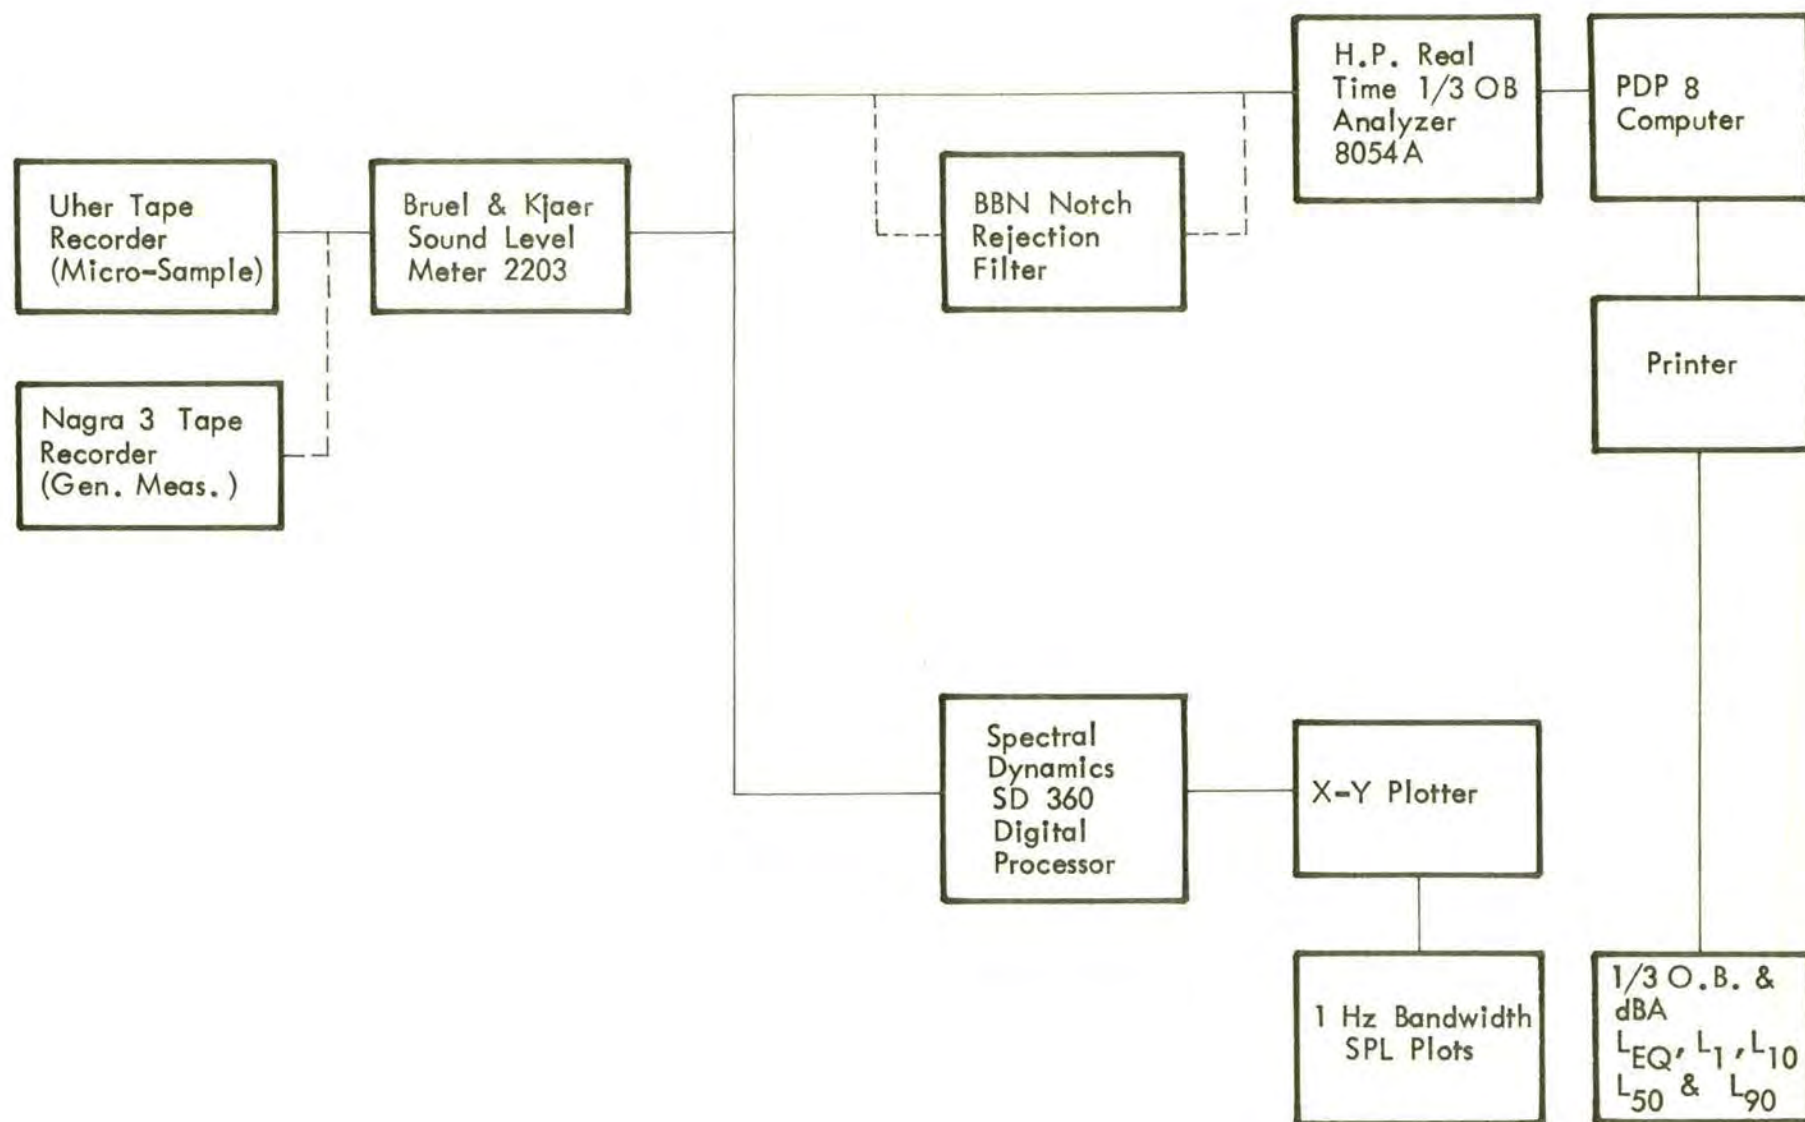 H.P. Real
Time 1/3 OB
Analyzer
8054A
PDP 8
Computer
Uher Tape
Recorder
(Micro-Sample)
Bruel & Kjaer
Sound Level
Meter 2203
BBN Notch
Rejection
Filter
Printer
Nagra 3 Tape
Recorder
(Gen. Meas.)
Spectral
Dynamics
SD 360
Digital
Processor
X-Y Plotter
1 Hz Bandwidth
SPL Plots
1/3 O.B. &
dBA
LEQ, L1, L10
L50 & L90